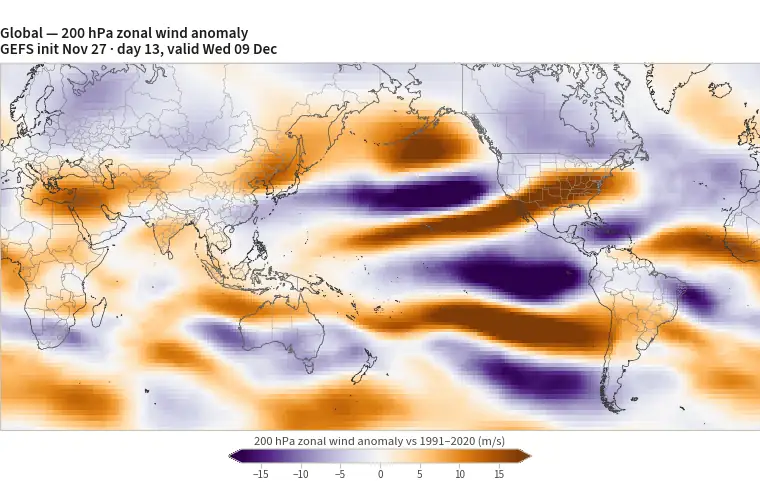 Global — 200 hPa zonal wind anomaly
GEFS init Nov 27 · day 13, valid Wed 09 Dec
200 hPa zonal wind anomaly vs 1991–2020 (m/s)
−15 −10 −5 0 5 10 15